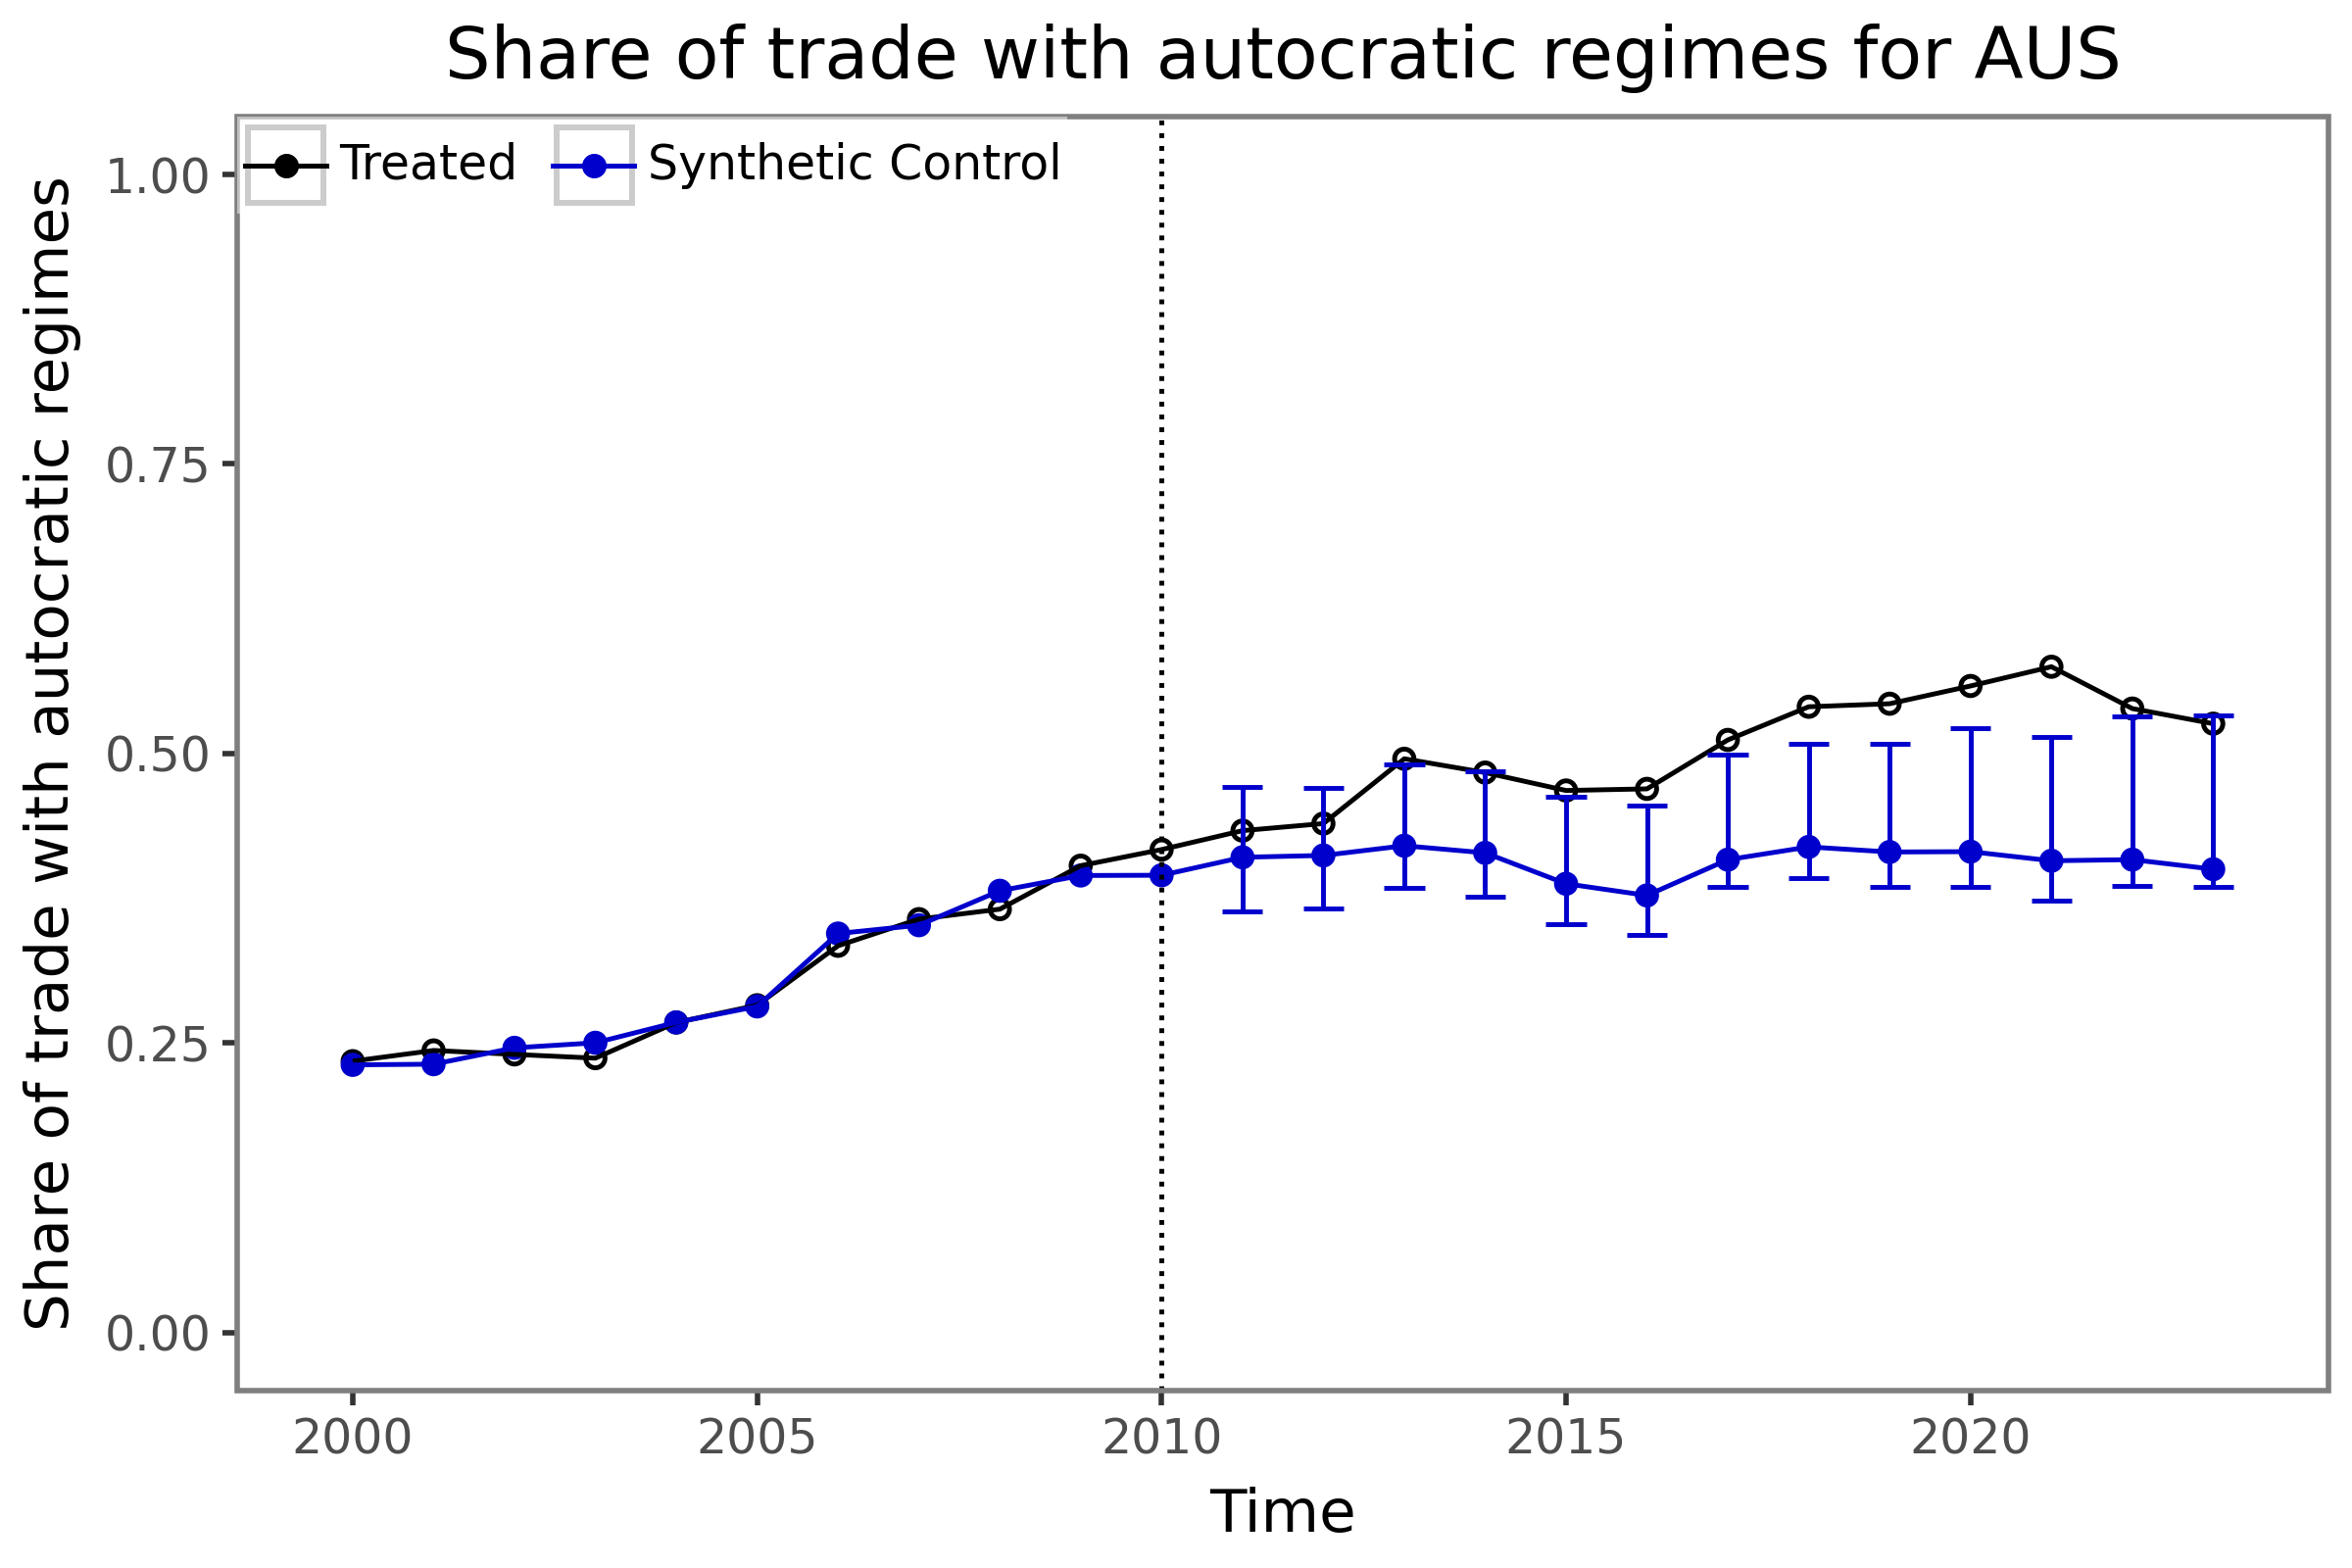 Share of trade with autocratic regimes for AUS
Treated
Synthetic Control
Share of trade with autocratic regimes
1.00
0.75
0.50
0.25
0.00
2000
2005
2010
2015
2020
Time